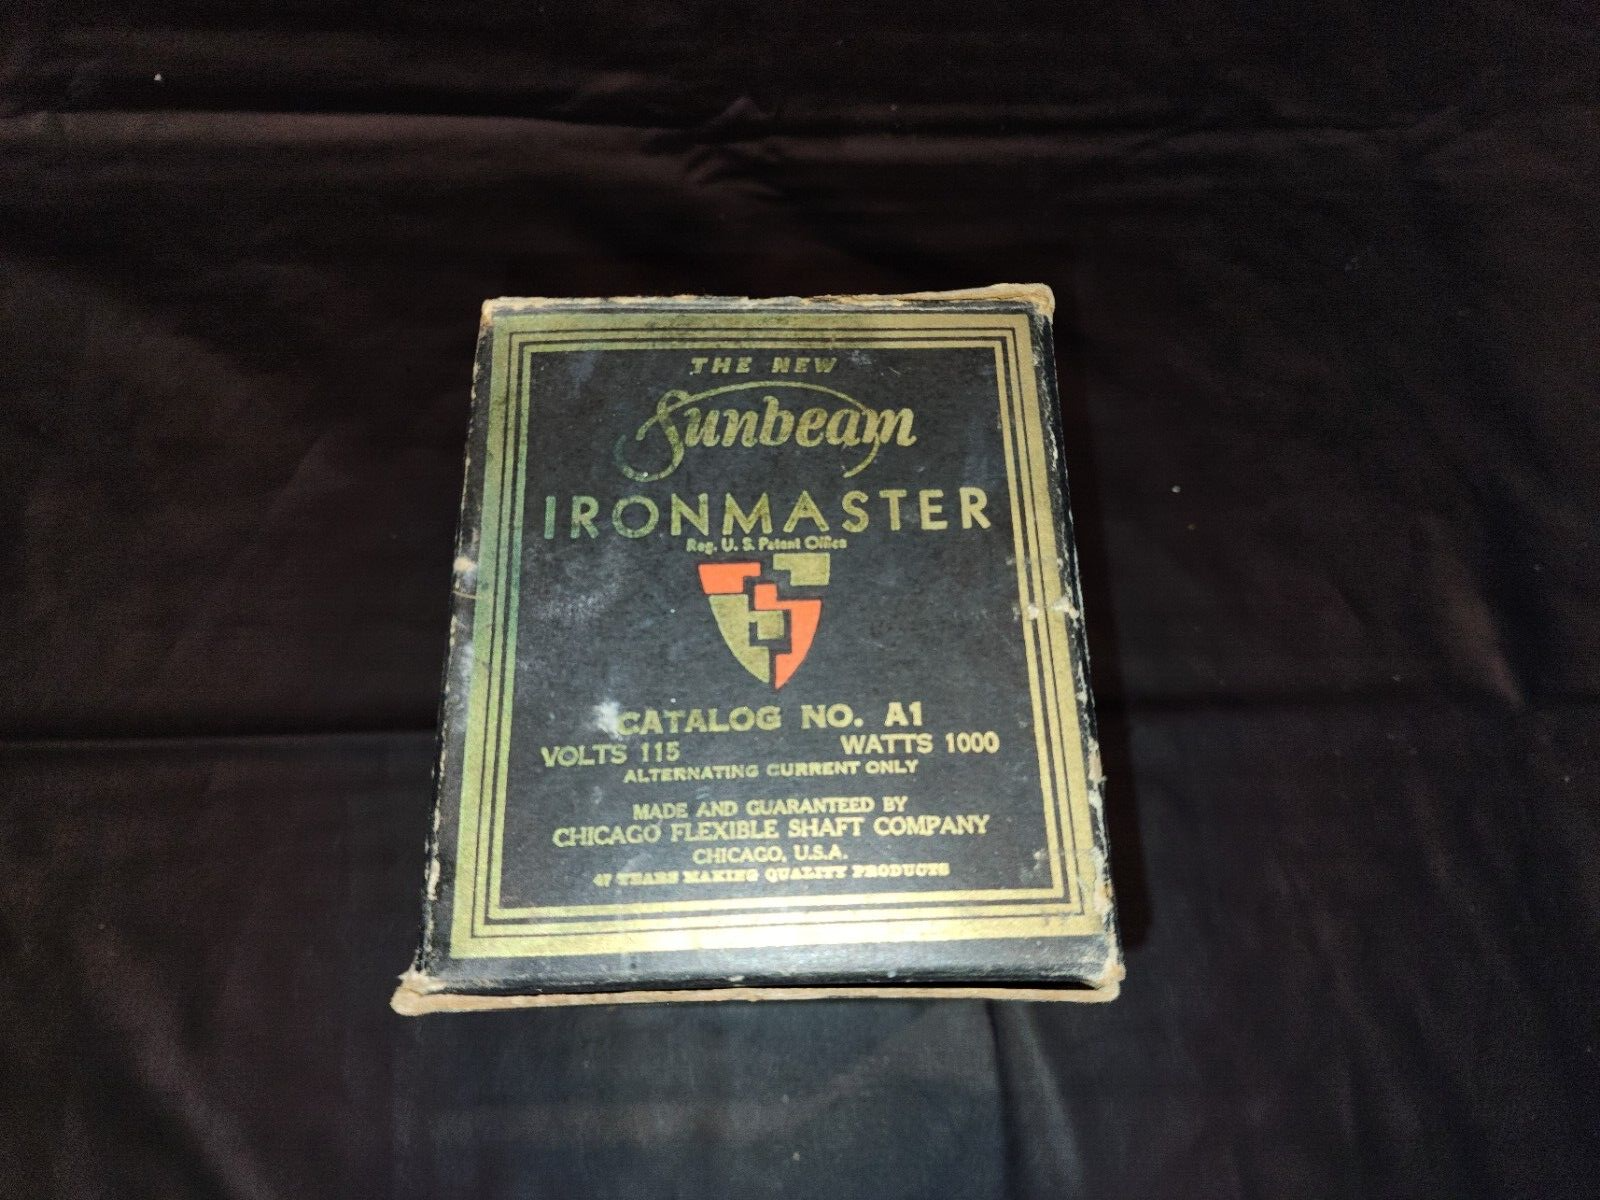 THE NEW
Sunbeam
IRONMASTER
Reg. U. S. Patent Office
CATALOG NO. A1
VOLTS 115 WATTS 1000
ALTERNATING CURRENT ONLY
MADE AND GUARANTEED BY
CHICAGO FLEXIBLE SHAFT COMPANY
CHICAGO, U.S.A.
47 YEARS MAKING QUALITY PRODUCTS